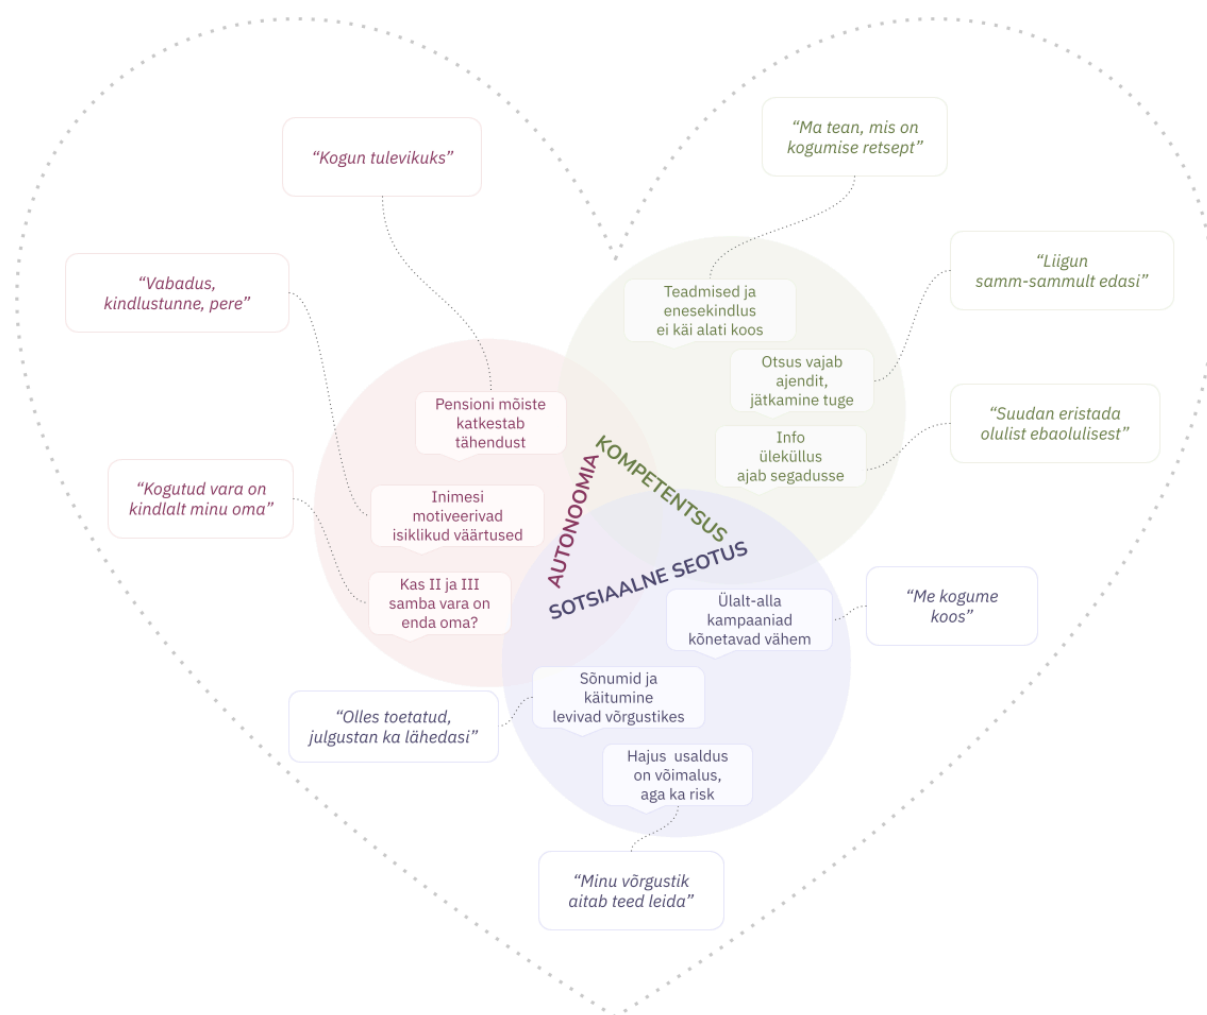 “Ma tean, mis on
kogumise retsept”
“Kogun tulevikuks”
“Liigun
samm-sammult edasi”
“Vabadus,
kindlustunne, pere”
Teadmised ja
enesekindlus
ei käi alati koos
Otsus vajab
ajendit,
jätkamine tuge
“Suudan eristada
olulist ebaolulisest”
Pensioni mõiste
katkestab
tähendust
Info
üleküllus
ajab segadusse
KOMPETENTSUS
AUTONOOMIA
SOTSIAALNE SEOTUS
“Kogutud vara on
kindlalt minu oma”
Inimesi
motiveerivad
isiklikud väärtused
Kas II ja III
samba vara on
enda oma?
Ülalt-alla
kampaaniad
kõnetavad vähem
“Me kogume
koos”
Sõnumid ja
käitumine
levivad võrgustikes
“Olles toetatud,
julgustan ka lähedasi”
Hajus usaldus
on võimalus,
aga ka risk
“Minu võrgustik
aitab teed leida”